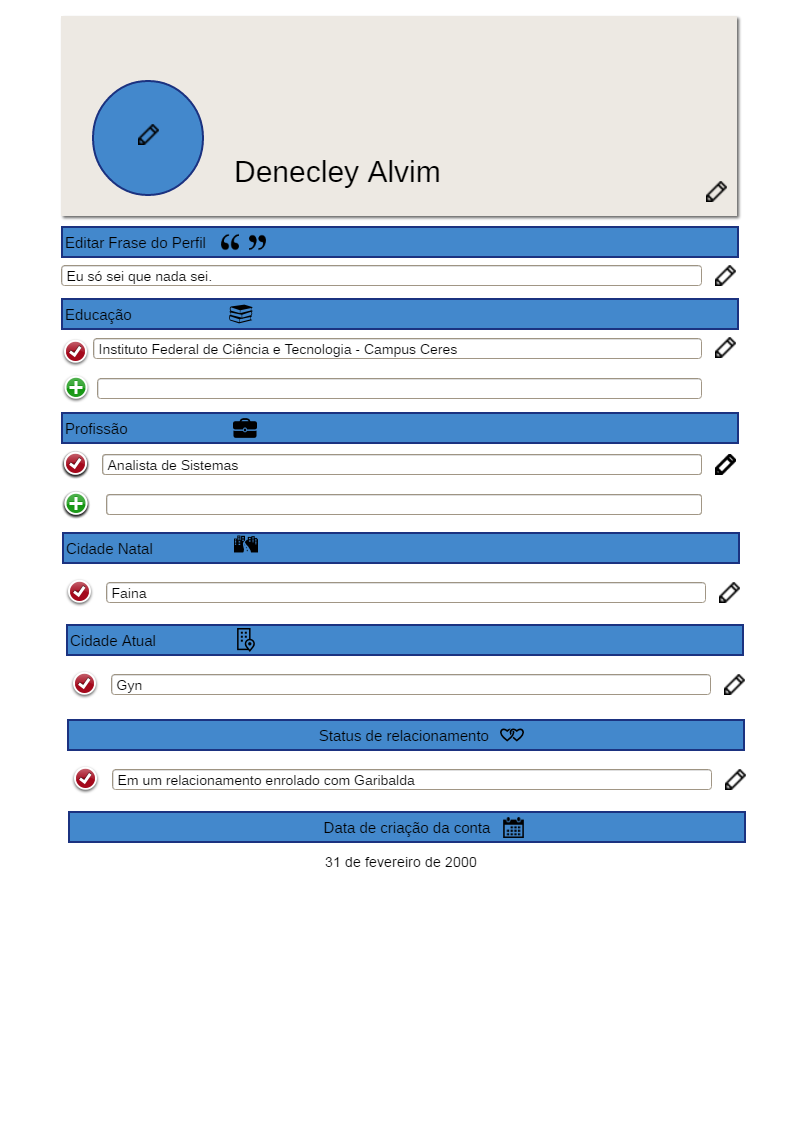 Denecley Alvim
Editar Frase do Perfil
Eu só sei que nada sei.
Educação
Instituto Federal de Ciência e Tecnologia - Campus Ceres
Profissão
Analista de Sistemas
Cidade Natal
Faina
Cidade Atual
Gyn
Status de relacionamento
Em um relacionamento enrolado com Garibalda
Data de criação da conta
31 de fevereiro de 2000